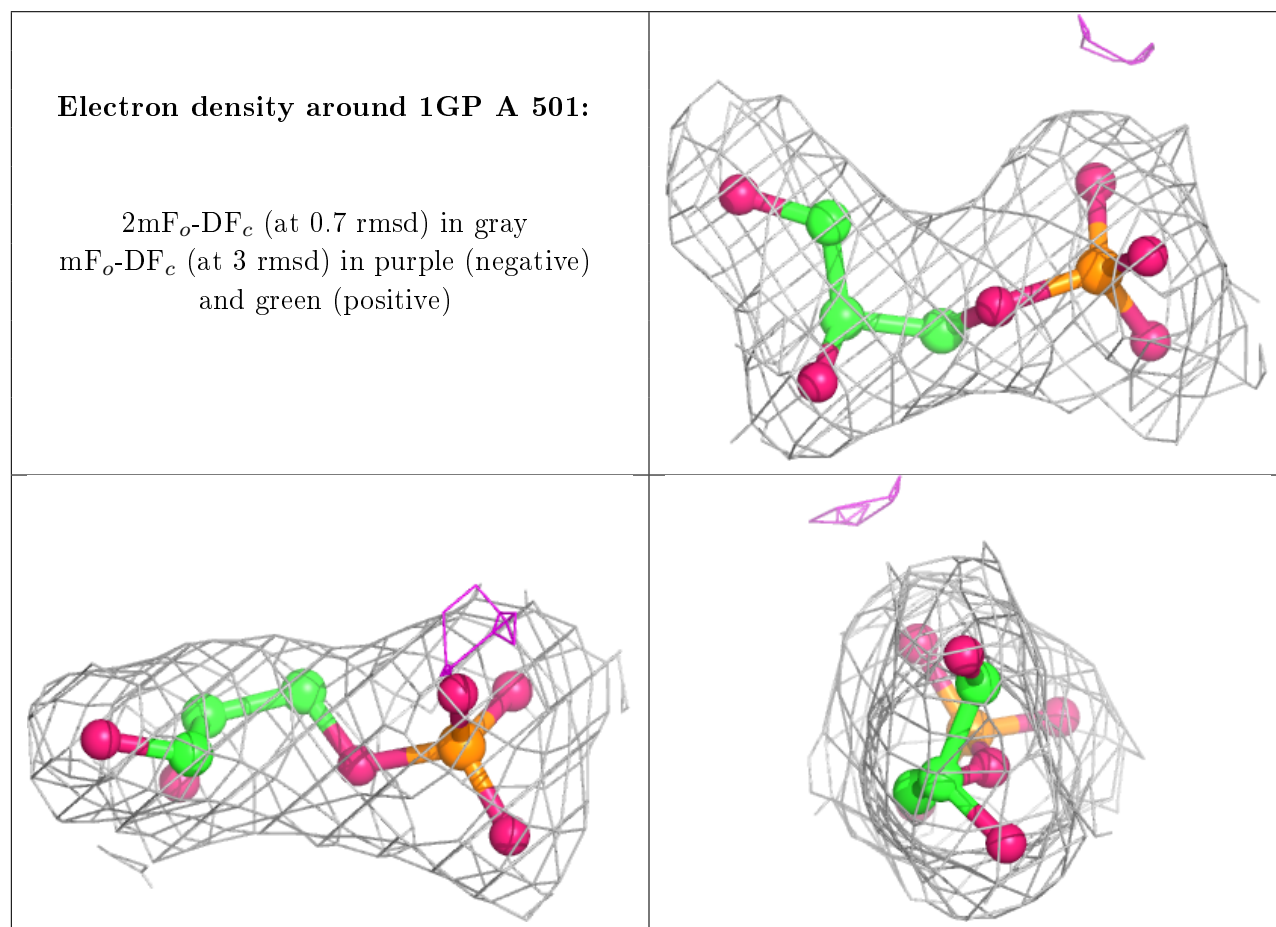 Electron density around 1GP A 501:
2mFo-DFc (at 0.7 rmsd) in gray
mFo-DFc (at 3 rmsd) in purple (negative)
and green (positive)